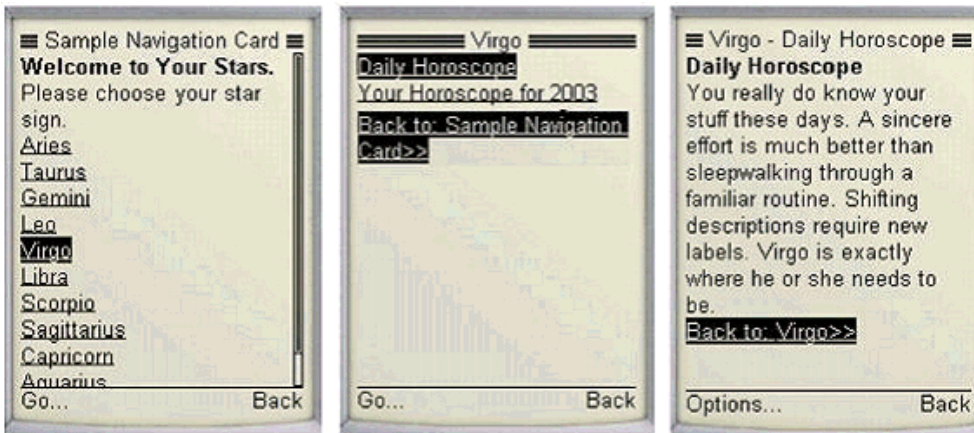 Sample Navigation Card
Welcome to Your Stars.
Please choose your star
sign.
Aries
Taurus
Gemini
Leo
Virgo
Libra
Scorpio
Sagittarius
Capricorn
Aquarius
Go... Back
Virgo
Daily Horoscope
Your Horoscope for 2003
Back to: Sample Navigation
Card>>
Go... Back
Virgo - Daily Horoscope
Daily Horoscope
You really do know your
stuff these days. A sincere
effort is much better than
sleepwalking through a
familiar routine. Shifting
descriptions require new
labels. Virgo is exactly
where he or she needs to
be.
Back to: Virgo>>
Options... Back